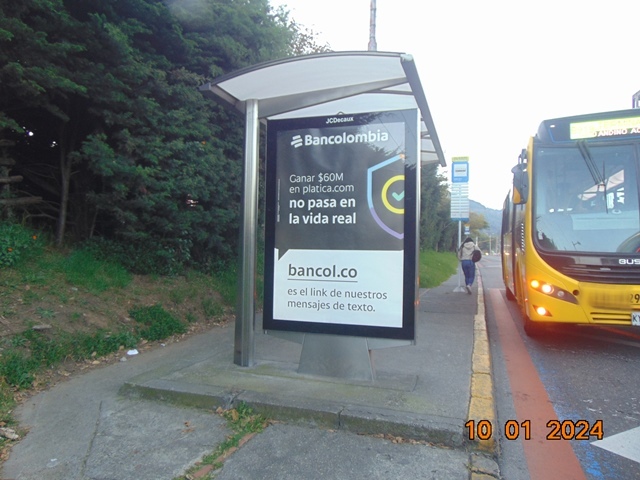 JCDecaux
Bancolombia
Ganar $60M
en platica.com
no pasa en
la vida real
bancol.co
es el link de nuestros
mensajes de texto.
BUS
10 01 2024